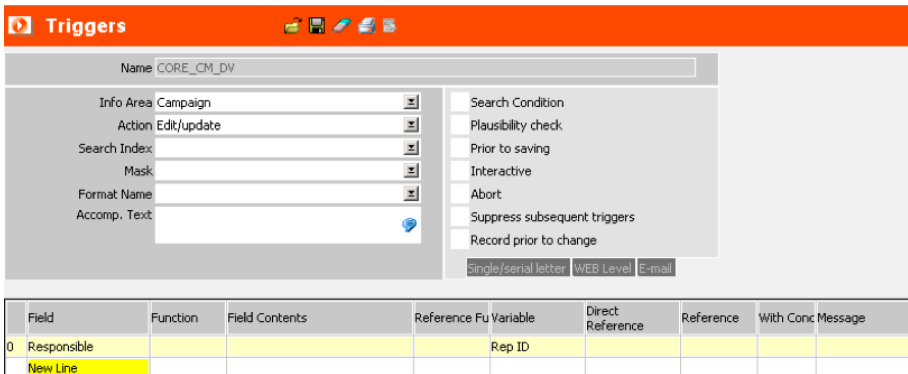 Triggers
Name CORE_CM_DV
Info Area Campaign
Action Edit/update
Search Index
Mask
Format Name
Accomp. Text
Search Condition
Plausibility check
Prior to saving
Interactive
Abort
Suppress subsequent triggers
Record prior to change
Single/serial letter WEB Level E-mail
Field Function Field Contents Reference Fu Variable Direct Reference Reference With Conc Message
0 Responsible Rep ID
New Line